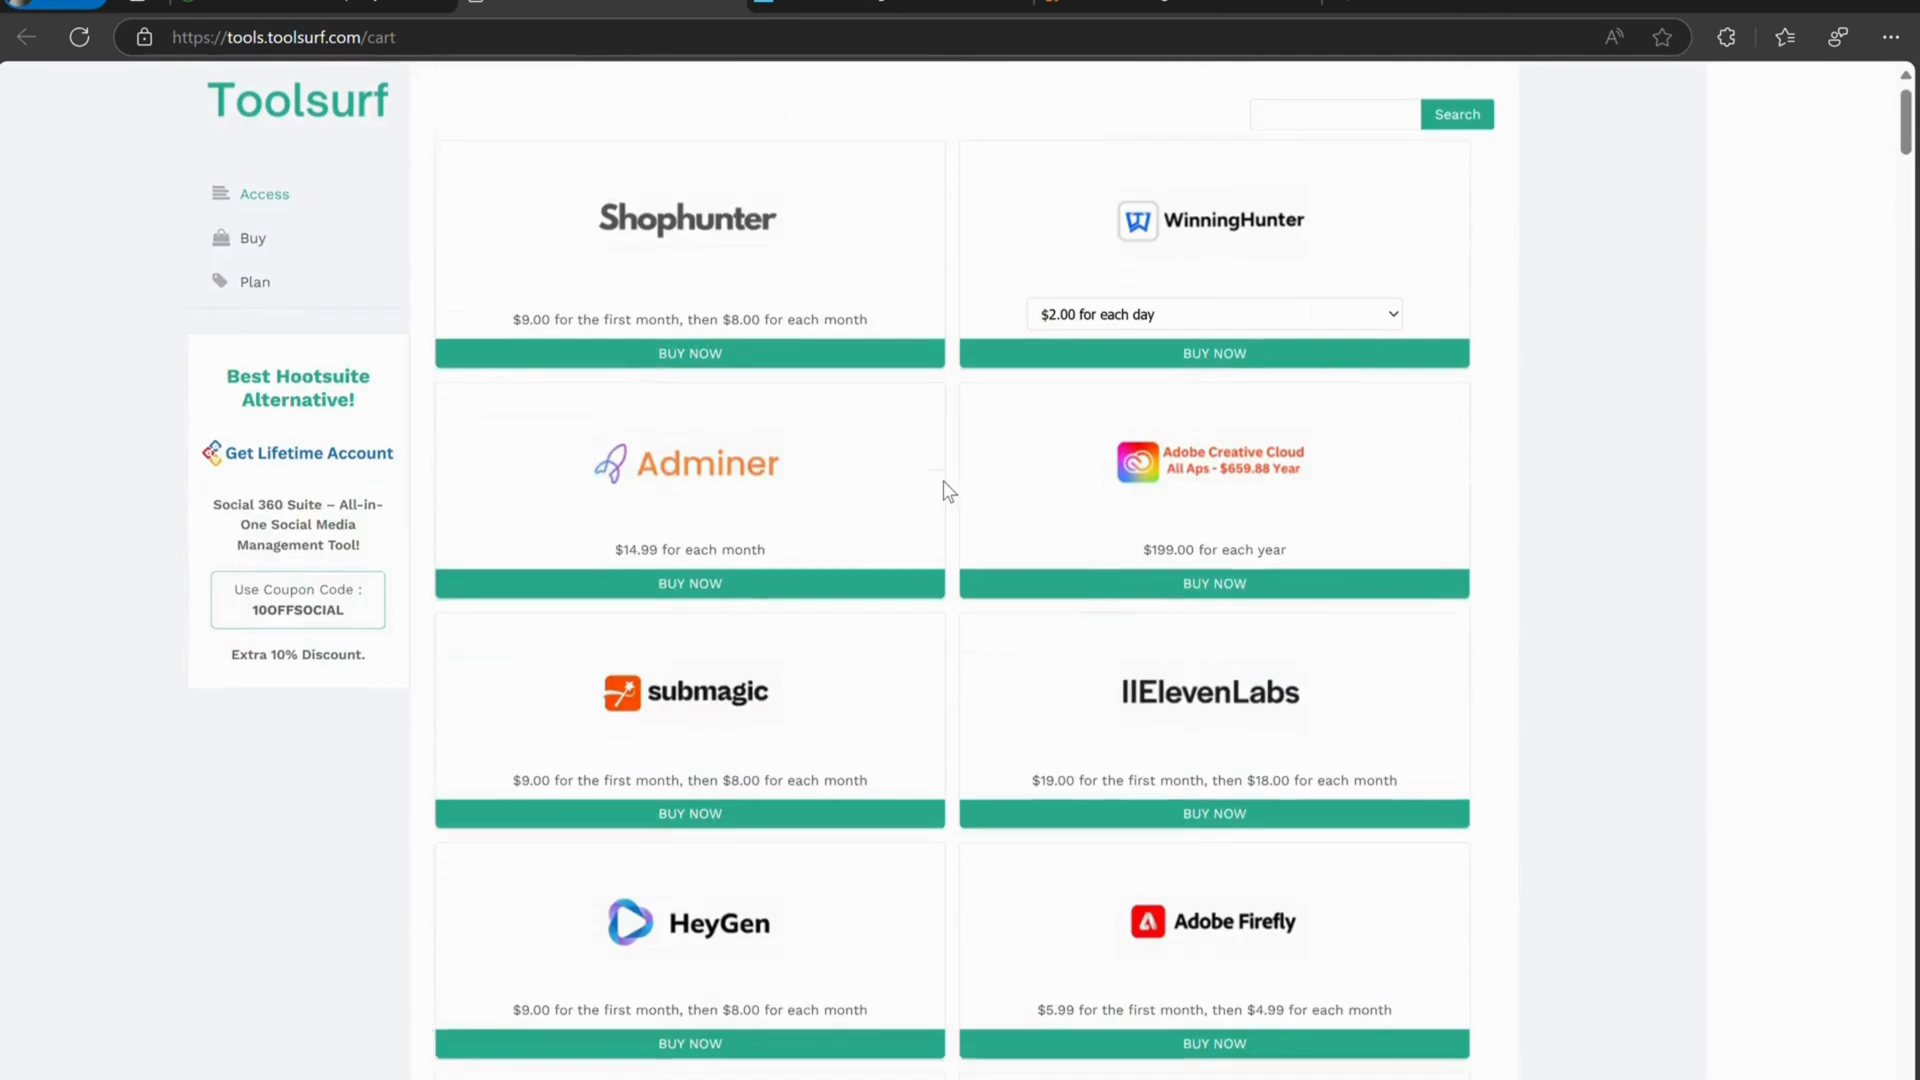 https://tools.toolsurf.com/cart
Toolsurf
Search
Access
Buy
Plan
Best Hootsuite
Alternative!
Get Lifetime Account
Social 360 Suite – All-in-
One Social Media
Management Tool!
Use Coupon Code :
10OFFSOCIAL
Extra 10% Discount.
Shophunter
$9.00 for the first month, then $8.00 for each month
BUY NOW
WinningHunter
$2.00 for each day
BUY NOW
Adminer
$14.99 for each month
BUY NOW
Adobe Creative Cloud
All Aps - $659.88 Year
$199.00 for each year
BUY NOW
submagic
$9.00 for the first month, then $8.00 for each month
BUY NOW
IIElevenLabs
$19.00 for the first month, then $18.00 for each month
BUY NOW
HeyGen
$9.00 for the first month, then $8.00 for each month
BUY NOW
Adobe Firefly
$5.99 for the first month, then $4.99 for each month
BUY NOW